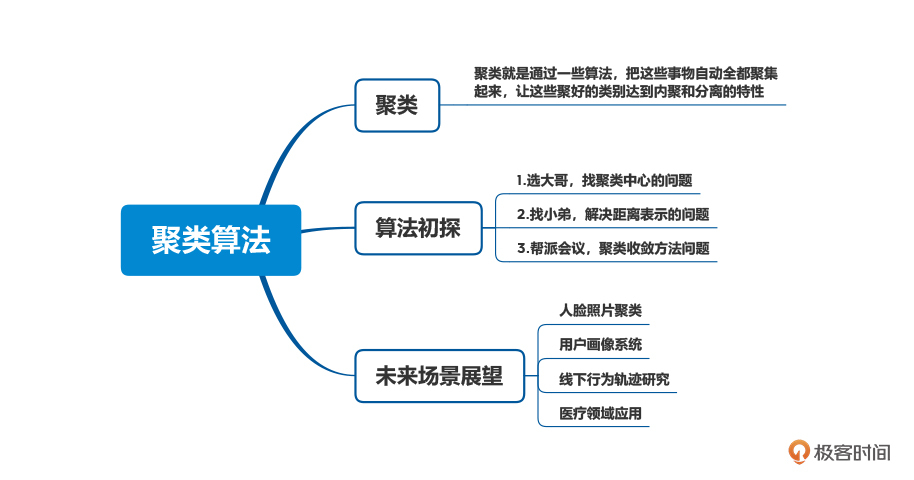 聚类算法
聚类
聚类就是通过一些算法，把这些事物自动全都聚集
起来，让这些聚好的类别达到内聚和分离的特性
算法初探
1.选大哥，找聚类中心的问题
2.找小弟，解决距离表示的问题
3.帮派会议，聚类收敛方法问题
未来场景展望
人脸照片聚类
用户画像系统
线下行为轨迹研究
医疗领域应用
极客时间